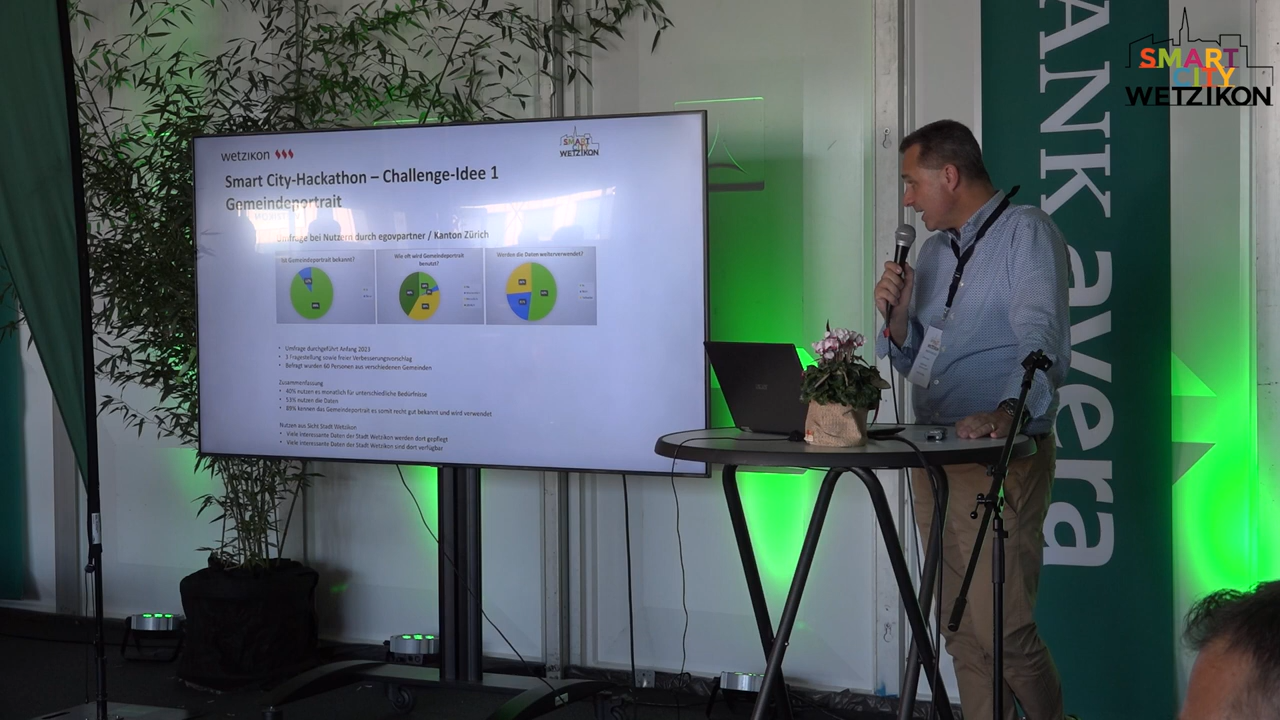 SMART
CITY
WETZIKON
ANK avera
wetzikon
SMART
CITY
WETZIKON
Smart City-Hackathon – Challenge-Idee 1
Gemeindeportrait
Umfrage bei Nutzern durch egovpartner / Kanton Zürich
Ist Gemeindeportrait bekannt?
Wie oft wird Gemeindeportrait
benutzt?
Werden die Daten weiterverwendet?
• Umfrage durchgeführt Anfang 2023
• 3 Fragestellung sowie freier Verbesserungsvorschlag
• Befragt wurden 60 Personen aus verschiedenen Gemeinden
Zusammenfassung
• 40% nutzen es monatlich für unterschiedliche Bedürfnisse
• 53% nutzen die Daten
• 89% kennen das Gemeindeportrait es somit recht gut bekannt und wird verwendet
Nutzen aus Sicht Stadt Wetzikon
• Viele interessante Daten der Stadt Wetzikon werden dort gepflegt
• Viele interessante Daten der Stadt Wetzikon sind dort verfügbar